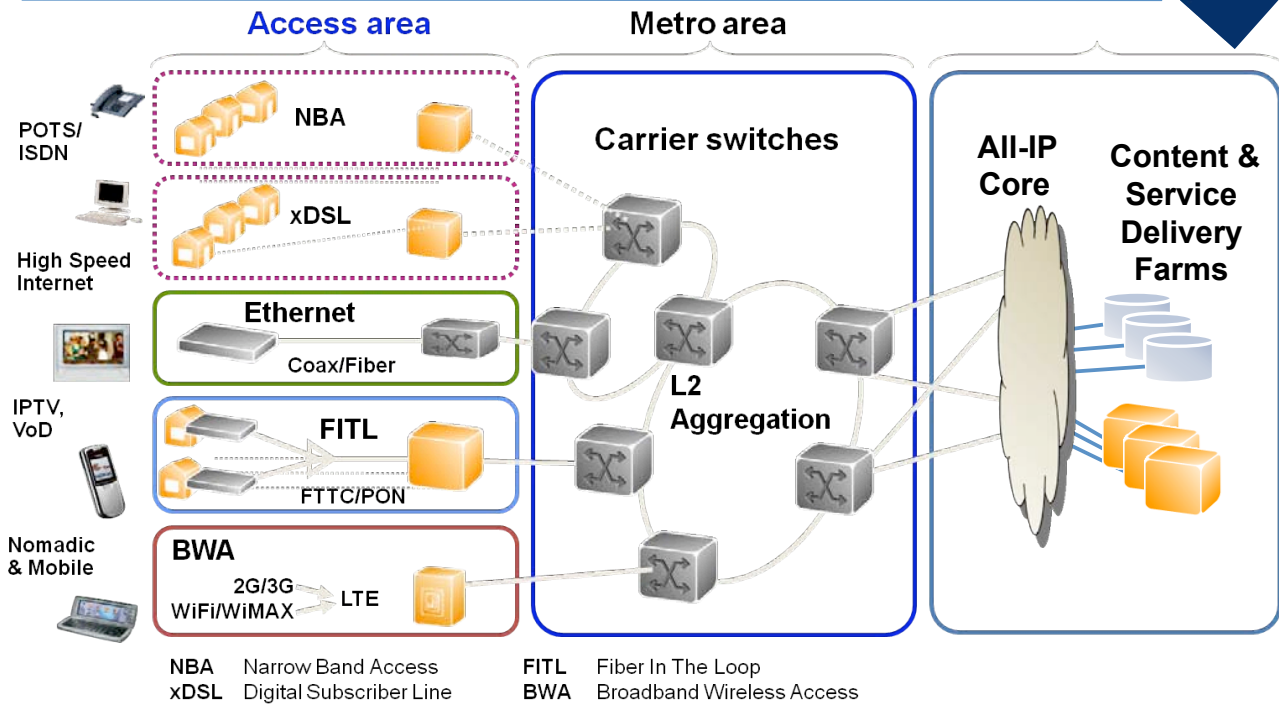 Access area
Metro area
POTS/
ISDN
High Speed
Internet
IPTV,
VoD
Nomadic
& Mobile
NBA
xDSL
Ethernet
Coax/Fiber
FITL
FTTC/PON
BWA
2G/3G
WiFi/WiMAX
LTE
Carrier switches
L2
Aggregation
All-IP
Core
Content &
Service
Delivery
Farms
NBA Narrow Band Access
xDSL Digital Subscriber Line
FITL Fiber In The Loop
BWA Broadband Wireless Access